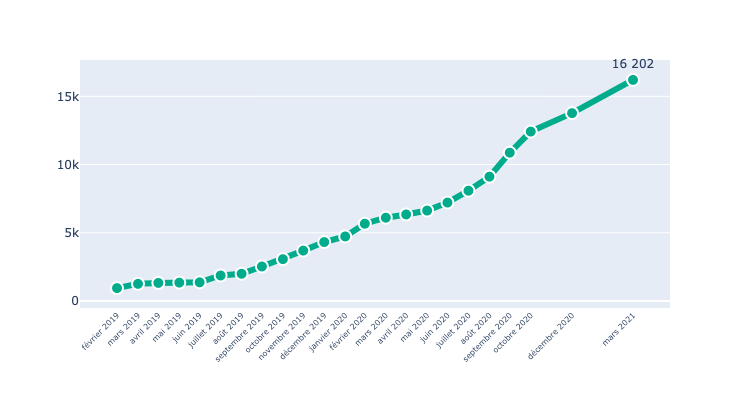 16 202
15k
10k
5k
0
février 2019
mars 2019
avril 2019
mai 2019
juin 2019
juillet 2019
août 2019
septembre 2019
octobre 2019
novembre 2019
décembre 2019
janvier 2020
février 2020
mars 2020
avril 2020
mai 2020
juin 2020
juillet 2020
août 2020
septembre 2020
octobre 2020
décembre 2020
mars 2021